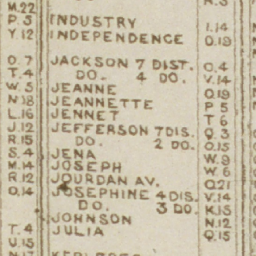 M.22
P.5 INDUSTRY I.14
Y.12 INDEPENDENCE O.19
O.7 JACKSON 7 DIST. O.4
T.4 DO. 4 DO. V.14
W.5 JEANNE Q.19
N.18 JEANNETTE P.5
L.16 JENNET T.6
J.12 JEFFERSON 7 DIS. Q.3
R.15 DO. 2 DO. O.15
S.4 JENA W.9
M.14 JOSEPH W.6
R.12 JOURDAN AV. Q.21
O.14 JOSEPHINE 4 DIS. V.14
DO. 3 DO. K.15
JOHNSON N.12
T.4 JULIA Q.15
U.15